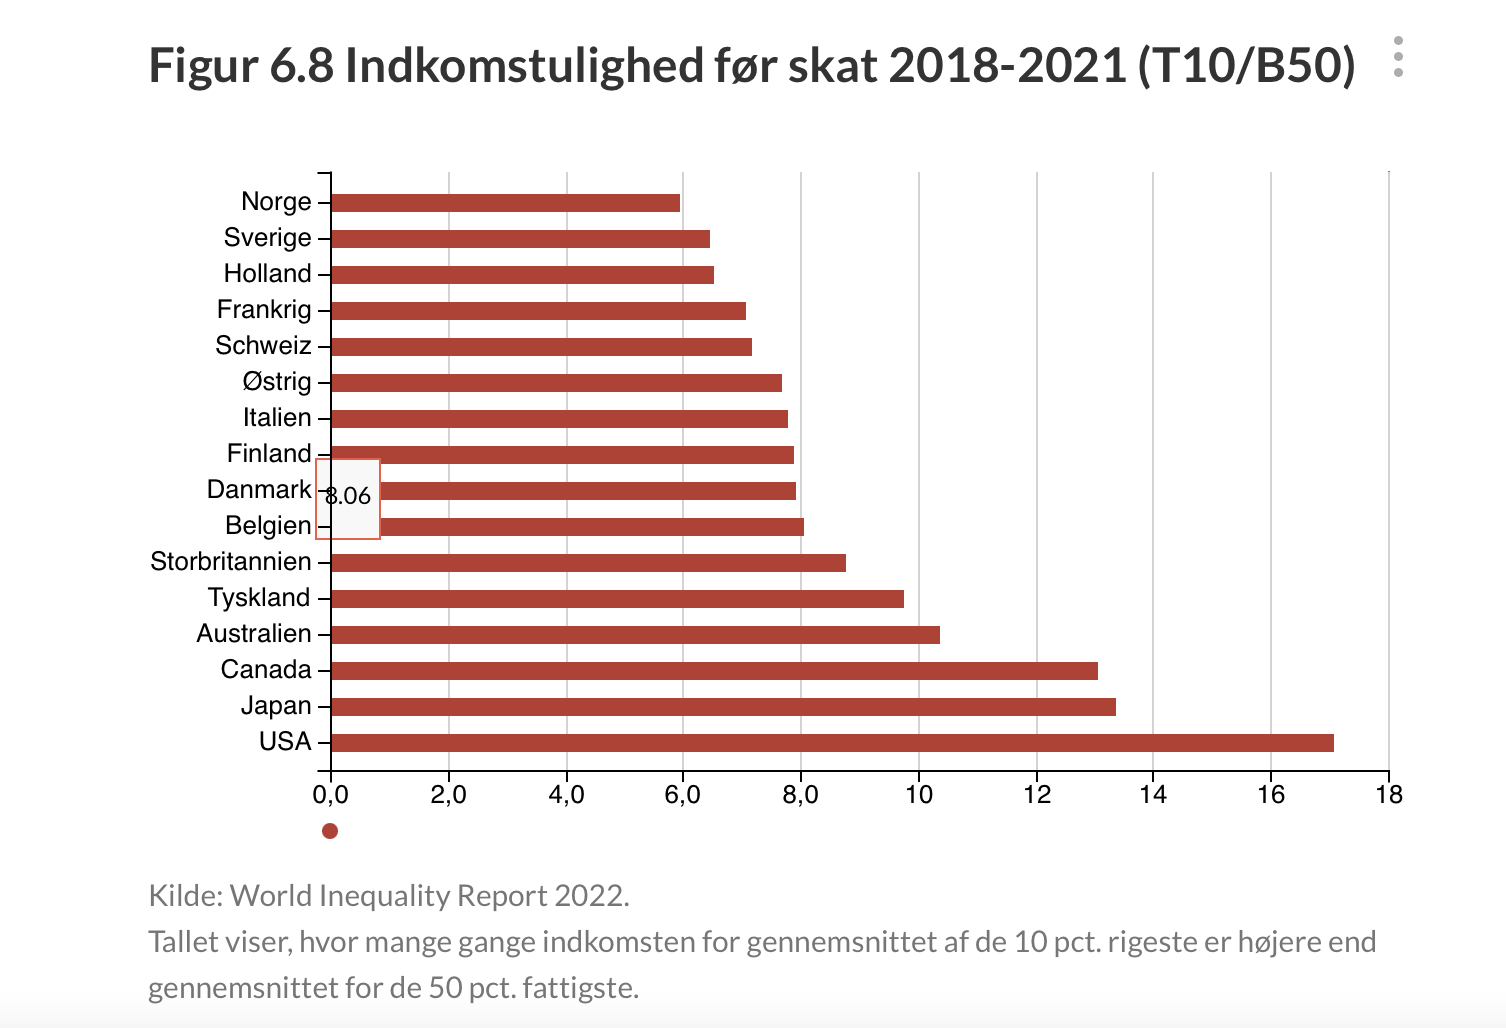 Figur 6.8 Indkomstulighed før skat 2018-2021 (T10/B50)
Norge
Sverige
Holland
Frankrig
Schweiz
Østrig
Italien
Finland
Danmark
8.06
Belgien
Storbritannien
Tyskland
Australien
Canada
Japan
USA
0,0 2,0 4,0 6,0 8,0 10 12 14 16 18
Kilde: World Inequality Report 2022.
Tallet viser, hvor mange gange indkomsten for gennemsnittet af de 10 pct. rigeste er højere end
gennemsnittet for de 50 pct. fattigste.